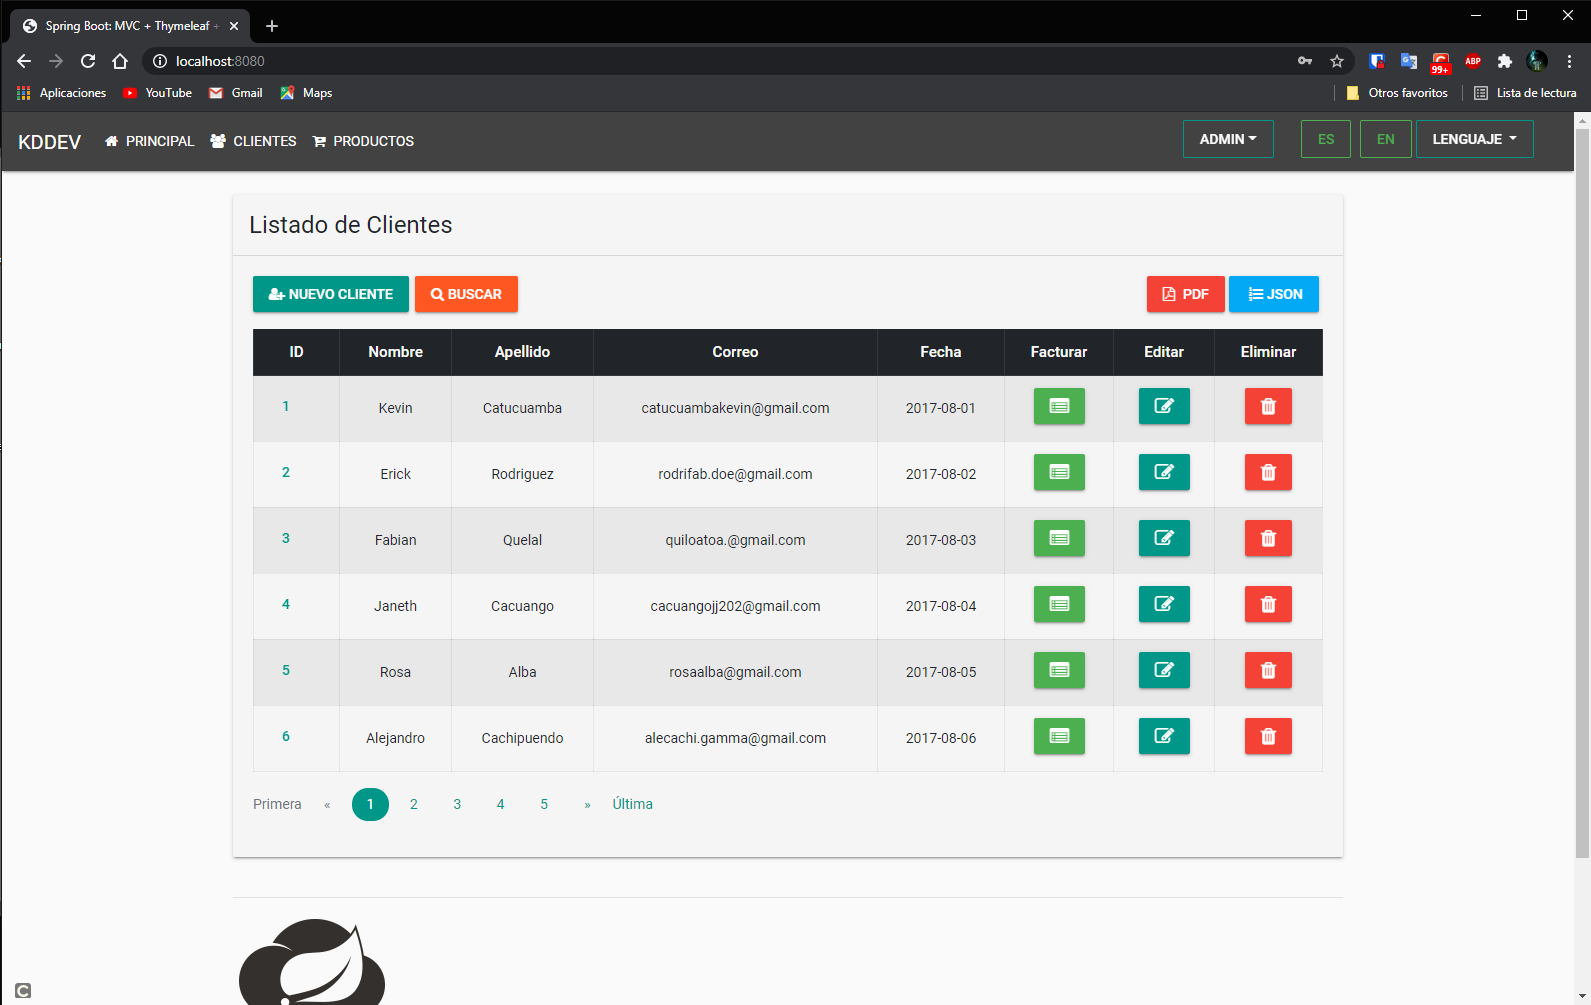 Spring Boot: MVC + Thymeleaf +
localhost:8080
99+
ABP
Aplicaciones YouTube Gmail Maps Otros favoritos Lista de lectura
KDDEV PRINCIPAL CLIENTES PRODUCTOS ADMIN ES EN LENGUAJE
Listado de Clientes
NUEVO CLIENTE BUSCAR PDF JSON
ID Nombre Apellido Correo Fecha Facturar Editar Eliminar
1 Kevin Catucuamba catucuambakevin@gmail.com 2017-08-01
2 Erick Rodriguez rodrifab.doe@gmail.com 2017-08-02
3 Fabian Quelal quiloatoa.@gmail.com 2017-08-03
4 Janeth Cacuango cacuangojj202@gmail.com 2017-08-04
5 Rosa Alba rosaalba@gmail.com 2017-08-05
6 Alejandro Cachipuendo alecachi.gamma@gmail.com 2017-08-06
Primera « 1 2 3 4 5 » Última